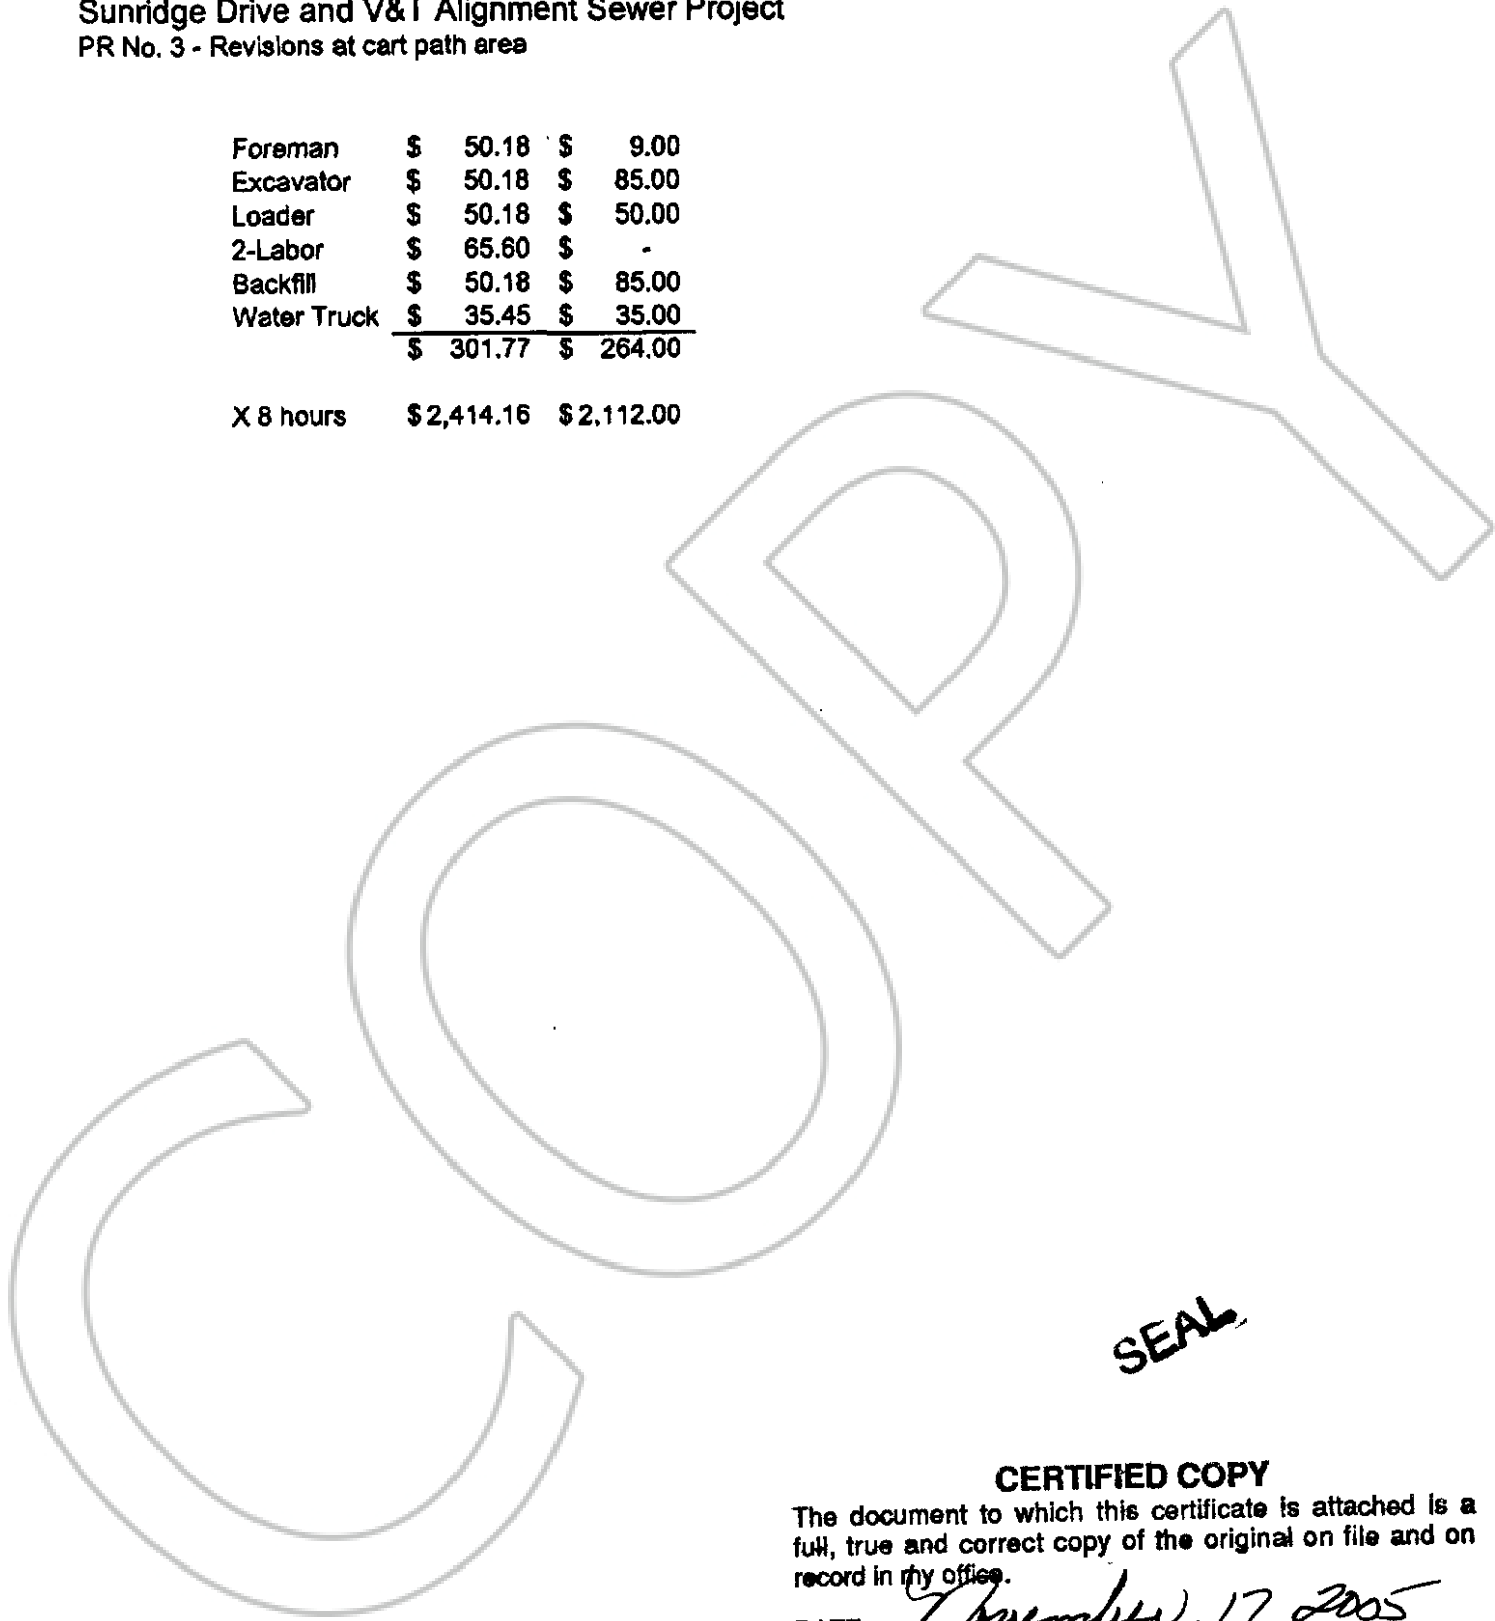 Sunridge Drive and V&T Alignment Sewer Project
PR No. 3 - Revisions at cart path area
Foreman $ 50.18 $ 9.00
Excavator $ 50.18 $ 85.00
Loader $ 50.18 $ 50.00
2-Labor $ 65.60 $ -
Backfill $ 50.18 $ 85.00
Water Truck $ 35.45 $ 35.00
$ 301.77 $ 264.00
X 8 hours $2,414.16 $2,112.00
COPY
SEAL
CERTIFIED COPY
The document to which this certificate is attached is a
full, true and correct copy of the original on file and on
record in my office.
November 17 2005